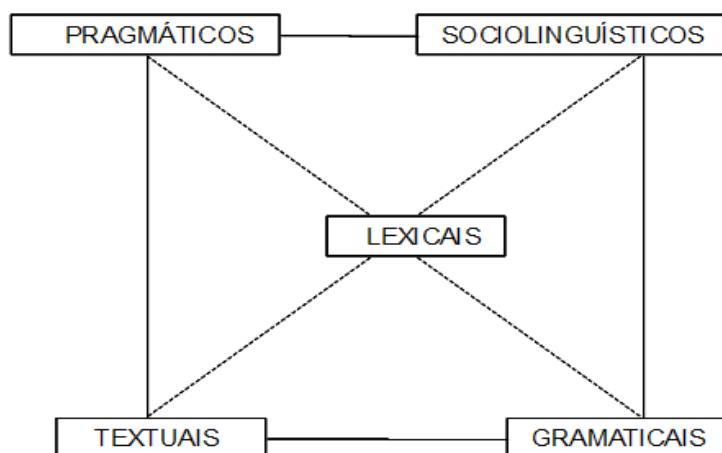 PRAGMÁTICOS
SOCIOLINGUÍSTICOS
LEXICAIS
TEXTUAIS
GRAMATICAIS